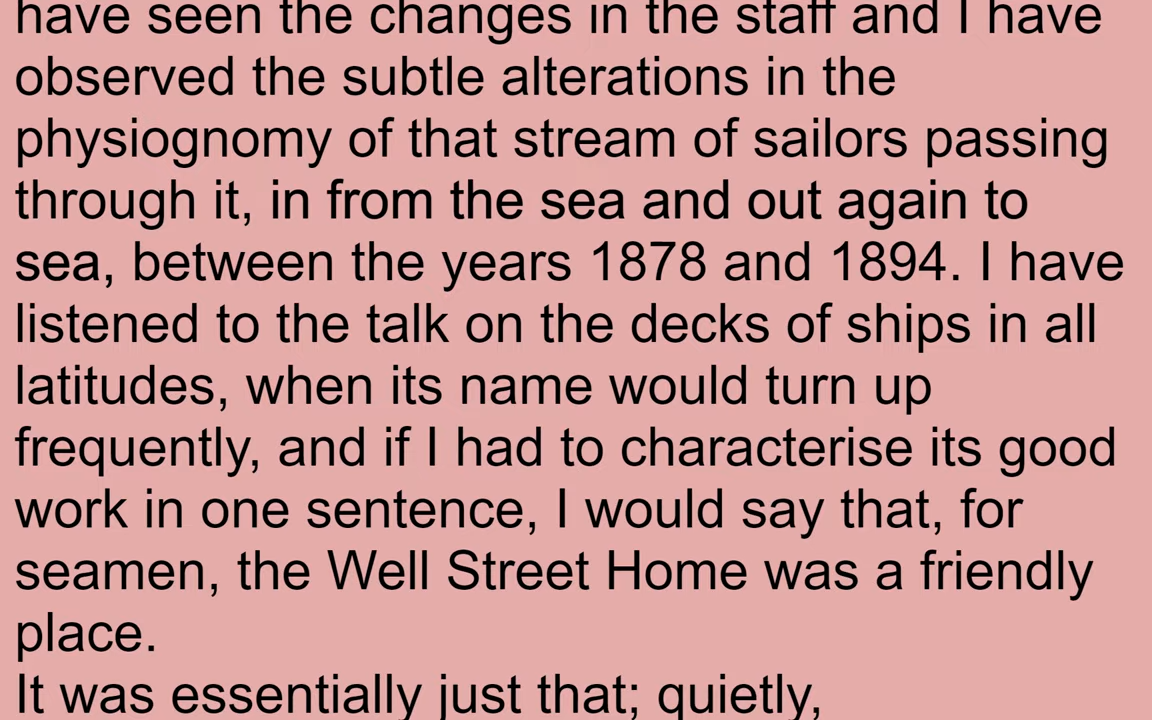 have seen the changes in the staff and I have
observed the subtle alterations in the
physiognomy of that stream of sailors passing
through it, in from the sea and out again to
sea, between the years 1878 and 1894. I have
listened to the talk on the decks of ships in all
latitudes, when its name would turn up
frequently, and if I had to characterise its good
work in one sentence, I would say that, for
seamen, the Well Street Home was a friendly
place.
It was essentially just that; quietly,